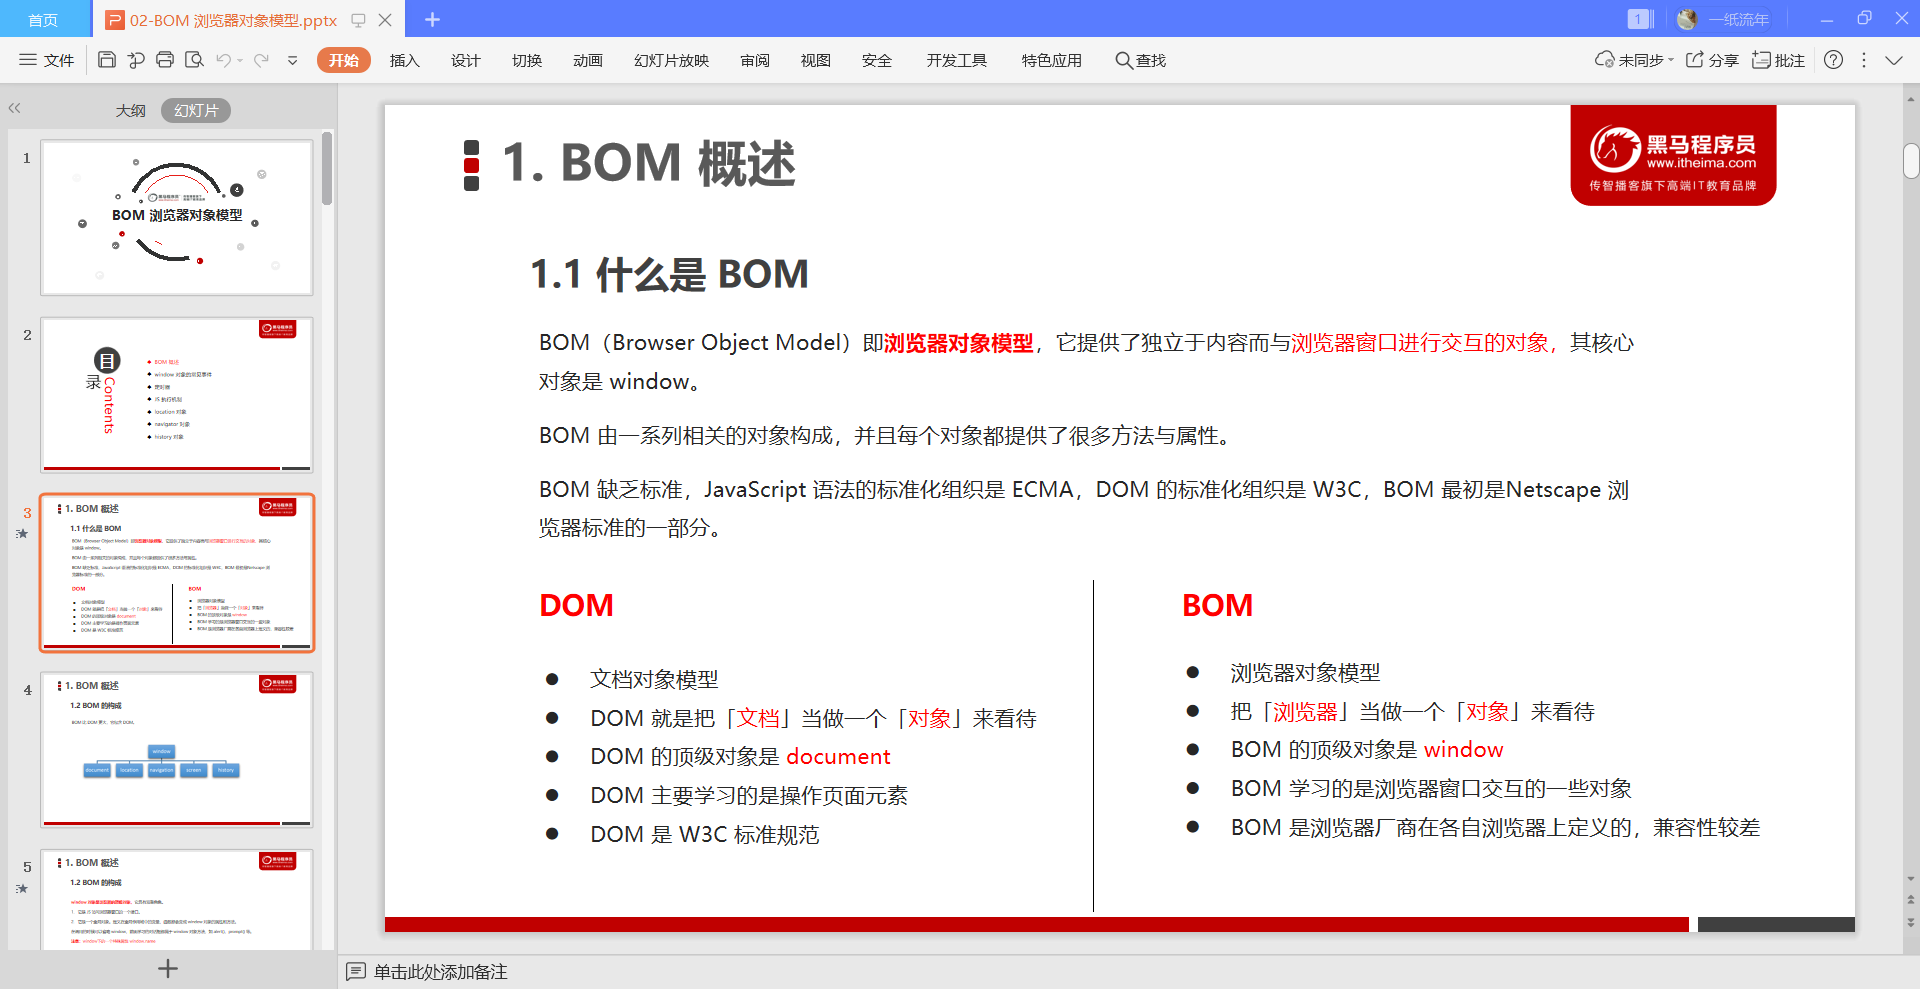 首页
02-BOM 浏览器对象模型.pptx
1
一纸流年
文件
开始
插入
设计
切换
动画
幻灯片放映
审阅
视图
安全
开发工具
特色应用
查找
未同步
分享
批注
大纲
幻灯片
1
BOM 浏览器对象模型
2
目
录
Contents
BOM 概述
window 对象的常见事件
定时器
JS 执行机制
location 对象
navigator 对象
history 对象
3
1. BOM 概述
1.1 什么是 BOM
DOM
BOM
4
1. BOM 概述
1.2 BOM 的构成
window
document
location
navigation
screen
history
5
1. BOM 概述
1.2 BOM 的构成
1. BOM 概述
黑马程序员
www.itheima.com
传智播客旗下高端IT教育品牌
1.1 什么是 BOM
BOM（Browser Object Model）即浏览器对象模型，它提供了独立于内容而与浏览器窗口进行交互的对象，其核心
对象是 window。
BOM 由一系列相关的对象构成，并且每个对象都提供了很多方法与属性。
BOM 缺乏标准，JavaScript 语法的标准化组织是 ECMA，DOM 的标准化组织是 W3C，BOM 最初是Netscape 浏
览器标准的一部分。
DOM
● 文档对象模型
● DOM 就是把「文档」当做一个「对象」来看待
● DOM 的顶级对象是 document
● DOM 主要学习的是操作页面元素
● DOM 是 W3C 标准规范
BOM
● 浏览器对象模型
● 把「浏览器」当做一个「对象」来看待
● BOM 的顶级对象是 window
● BOM 学习的是浏览器窗口交互的一些对象
● BOM 是浏览器厂商在各自浏览器上定义的，兼容性较差
单击此处添加备注